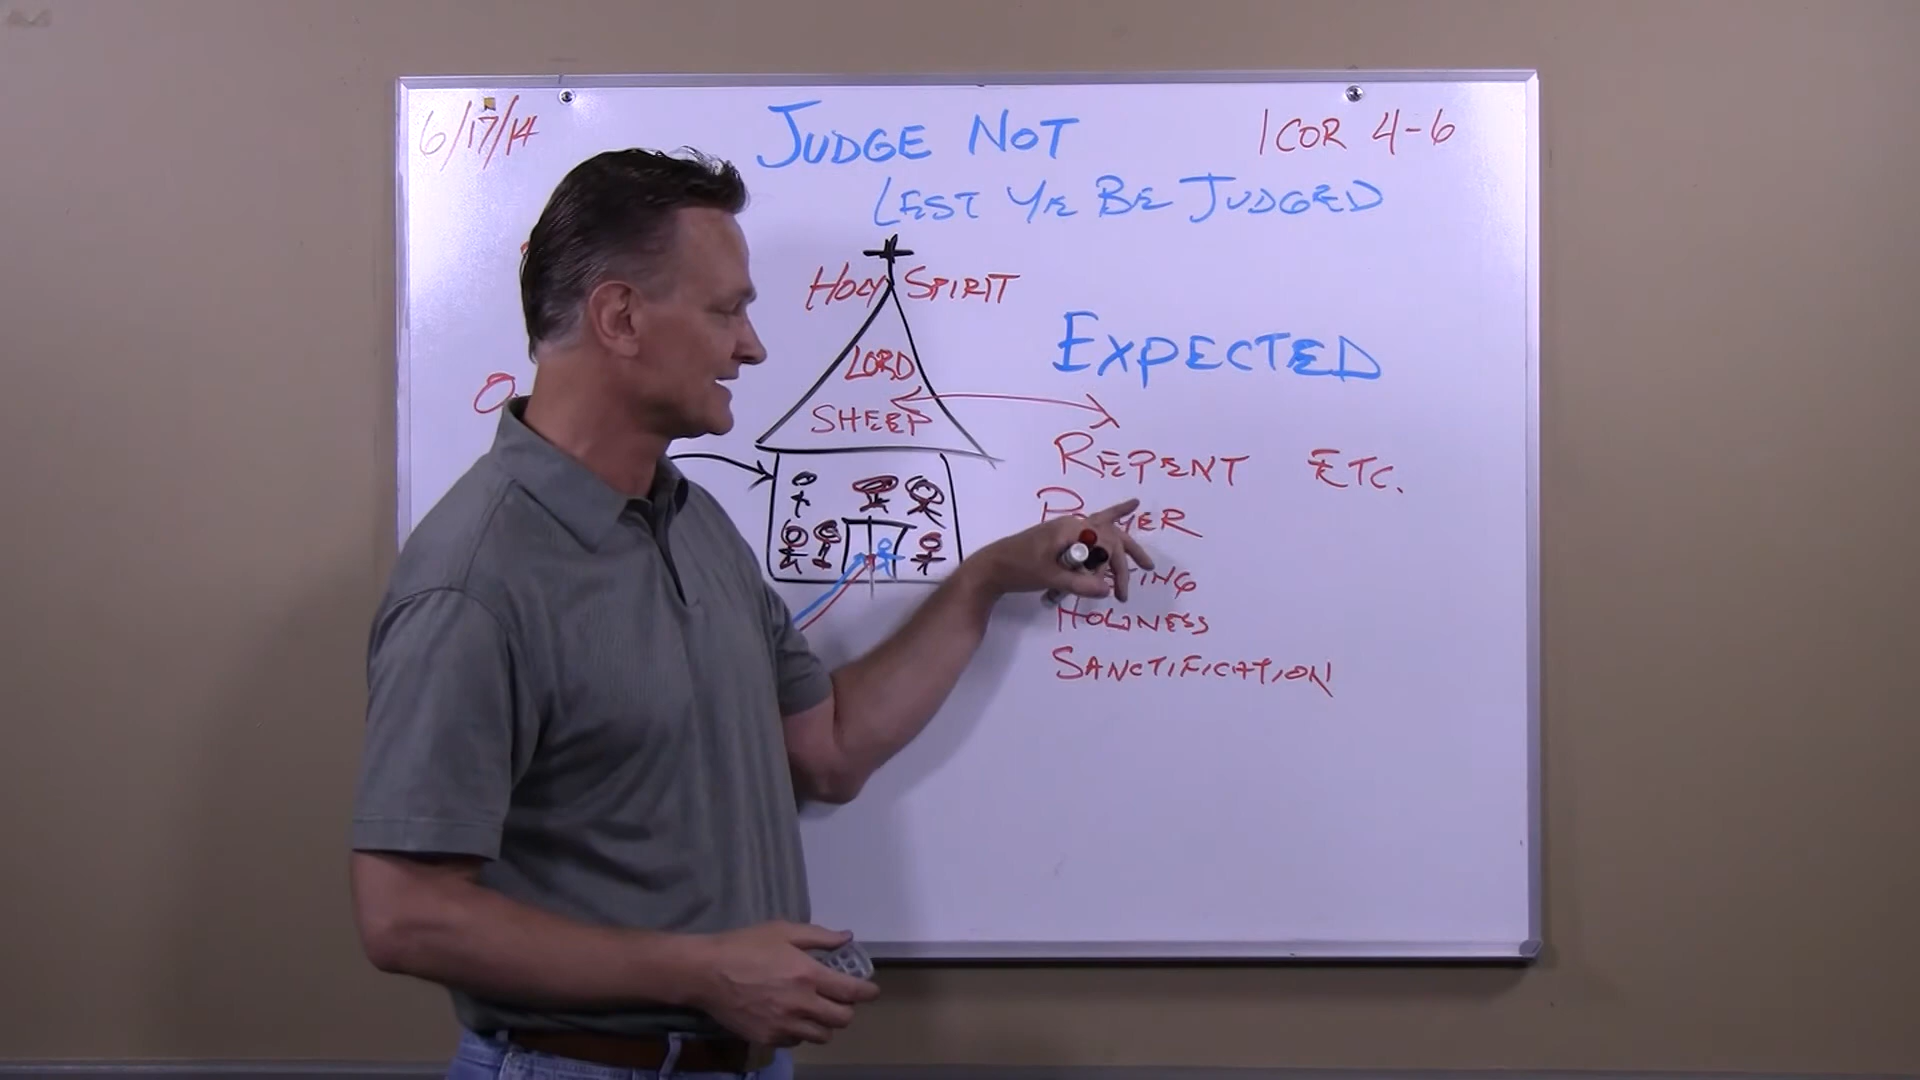 6/17/14
JUDGE NOT
1 COR 4-6
LEST YE BE JUDGED
HOLY SPIRIT
EXPECTED
LORD
SHEEP
REPENT ETC.
HOLINESS
SANCTIFICATION